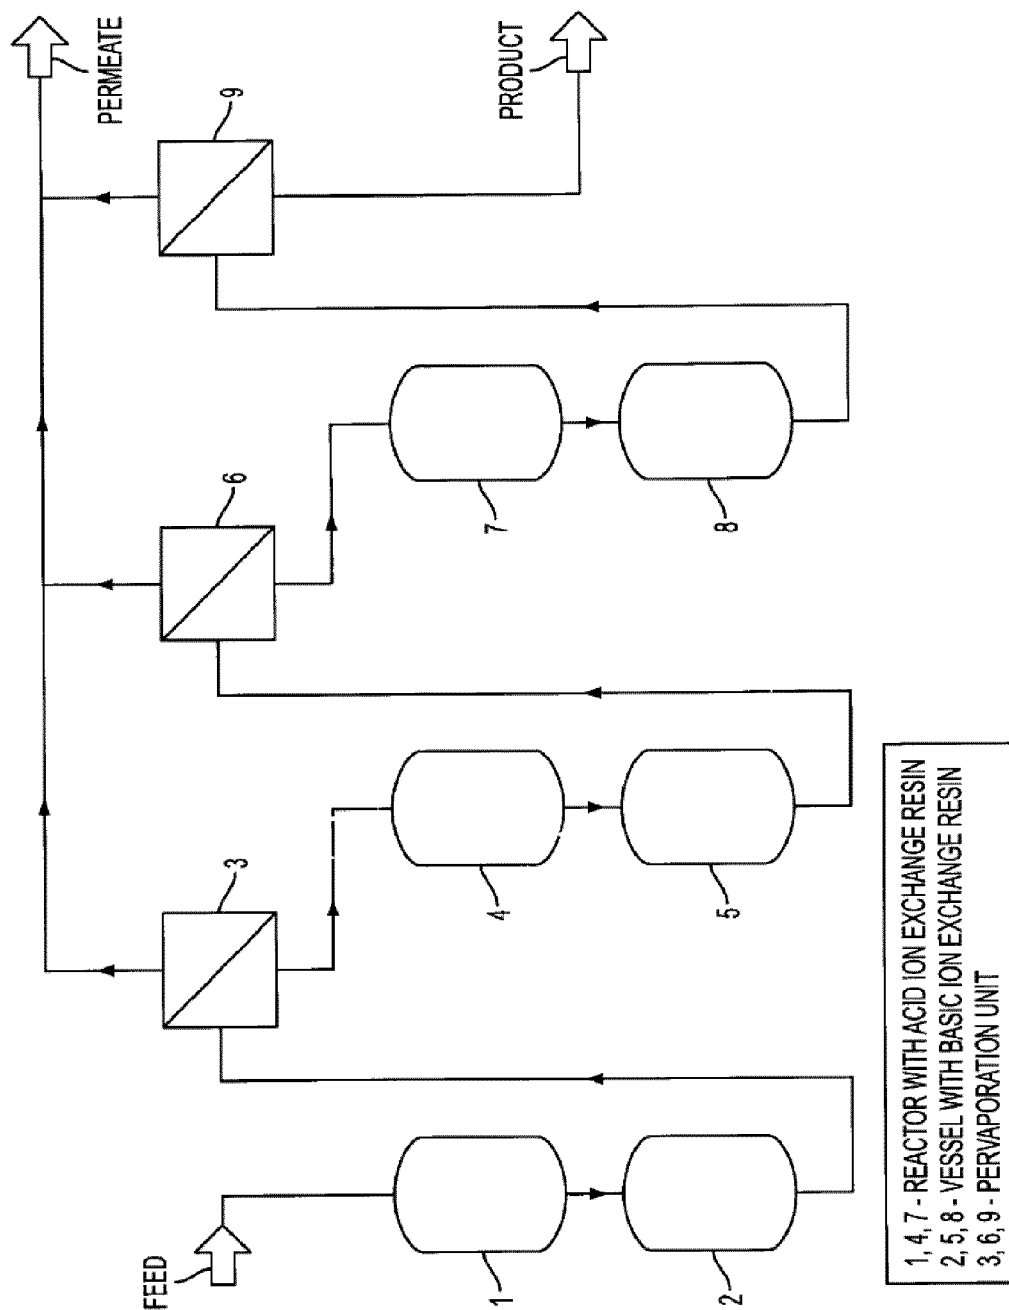 PERMEATE
PRODUCT
9
6
7
8
3
4
5
FEED
1
2
1, 4, 7 - REACTOR WITH ACID ION EXCHANGE RESIN
2, 5, 8 - VESSEL WITH BASIC ION EXCHANGE RESIN
3, 6, 9 - PERVAPORATION UNIT